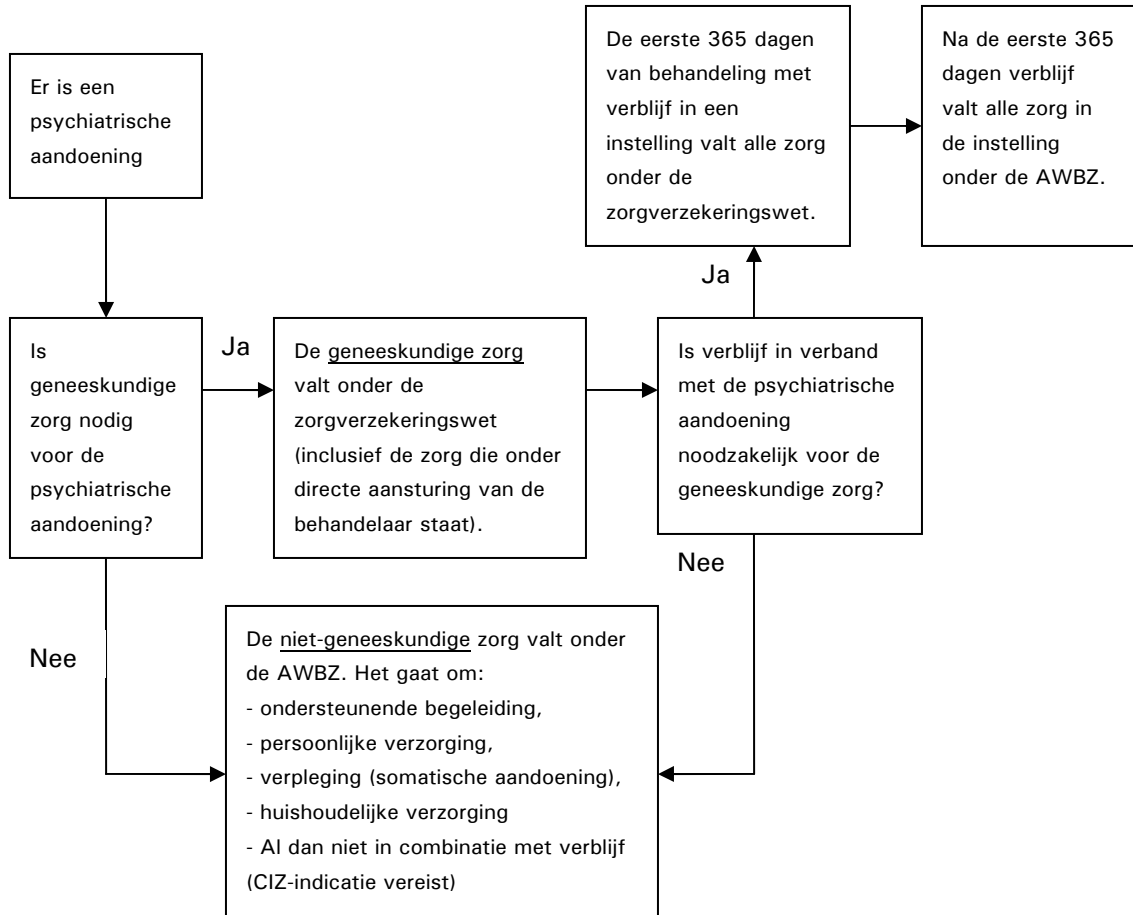 Er is een
psychiatrische
aandoening
De eerste 365 dagen
van behandeling met
verblijf in een
instelling valt alle zorg
onder de
zorgverzekeringswet.
Na de eerste 365
dagen verblijf
valt alle zorg in
de instelling
onder de AWBZ.
Ja
Is
geneeskundige
zorg nodig
voor de
psychiatrische
aandoening?
Ja
De geneeskundige zorg
valt onder de
zorgverzekeringswet
(inclusief de zorg die onder
directe aansturing van de
behandelaar staat).
Is verblijf in verband
met de psychiatrische
aandoening
noodzakelijk voor de
geneeskundige zorg?
Nee
Nee
De niet-geneeskundige zorg valt onder
de AWBZ. Het gaat om:
- ondersteunende begeleiding,
- persoonlijke verzorging,
- verpleging (somatische aandoening),
- huishoudelijke verzorging
- Al dan niet in combinatie met verblijf
(CIZ-indicatie vereist)